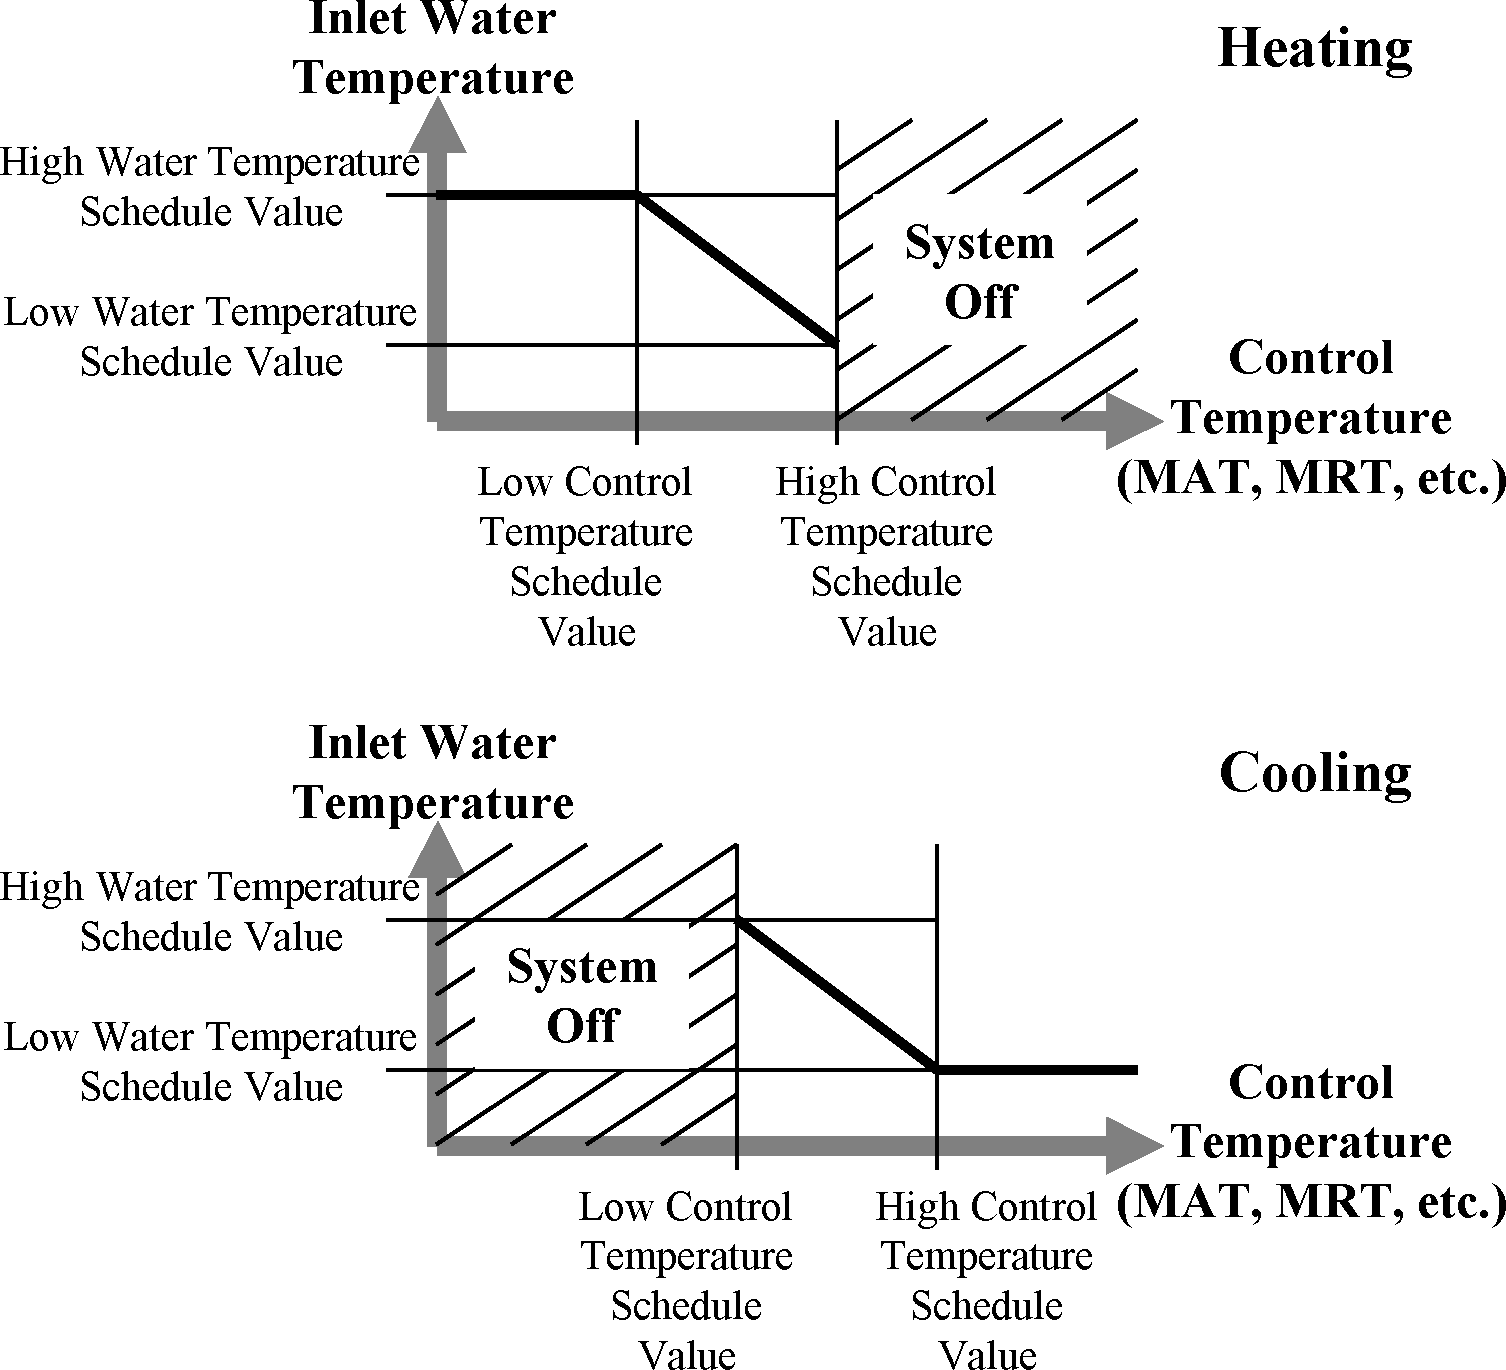 Inlet Water
Temperature
Heating
High Water Temperature
Schedule Value
System
Off
Low Water Temperature
Schedule Value
Control
Temperature
(MAT, MRT, etc.)
Low Control
Temperature
Schedule
Value
High Control
Temperature
Schedule
Value
Inlet Water
Temperature
Cooling
High Water Temperature
Schedule Value
System
Off
Low Water Temperature
Schedule Value
Control
Temperature
(MAT, MRT, etc.)
Low Control
Temperature
Schedule
Value
High Control
Temperature
Schedule
Value